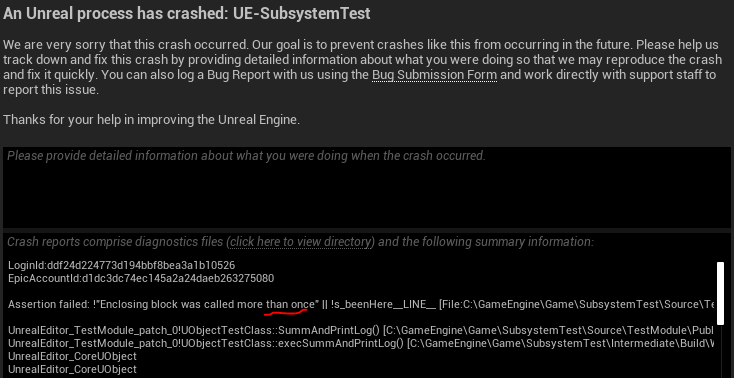 An Unreal process has crashed: UE-SubsystemTest
We are very sorry that this crash occurred. Our goal is to prevent crashes like this from occurring in the future. Please help us
track down and fix this crash by providing detailed information about what you were doing so that we may reproduce the crash
and fix it quickly. You can also log a Bug Report with us using the Bug Submission Form and work directly with support staff to
report this issue.
Thanks for your help in improving the Unreal Engine.
Please provide detailed information about what you were doing when the crash occurred.
Crash reports comprise diagnostics files (click here to view directory) and the following summary information:
LoginId:ddf24d224773d194bbf8bea3a1b10526
EpicAccountId:d1dc3dc74ec145a2a24daeb263275080
Assertion failed: !"Enclosing block was called more than once" || !s_beenHere__LINE__ [File:C:\GameEngine\Game\SubsystemTest\Source\Te
UnrealEditor_TestModule_patch_0!UObjectTestClass::SummAndPrintLog() [C:\GameEngine\Game\SubsystemTest\Source\TestModule\Publ
UnrealEditor_TestModule_patch_0!UObjectTestClass::execSummAndPrintLog() [C:\GameEngine\Game\SubsystemTest\Intermediate\Build\W
UnrealEditor_CoreUObject
UnrealEditor_CoreUObject